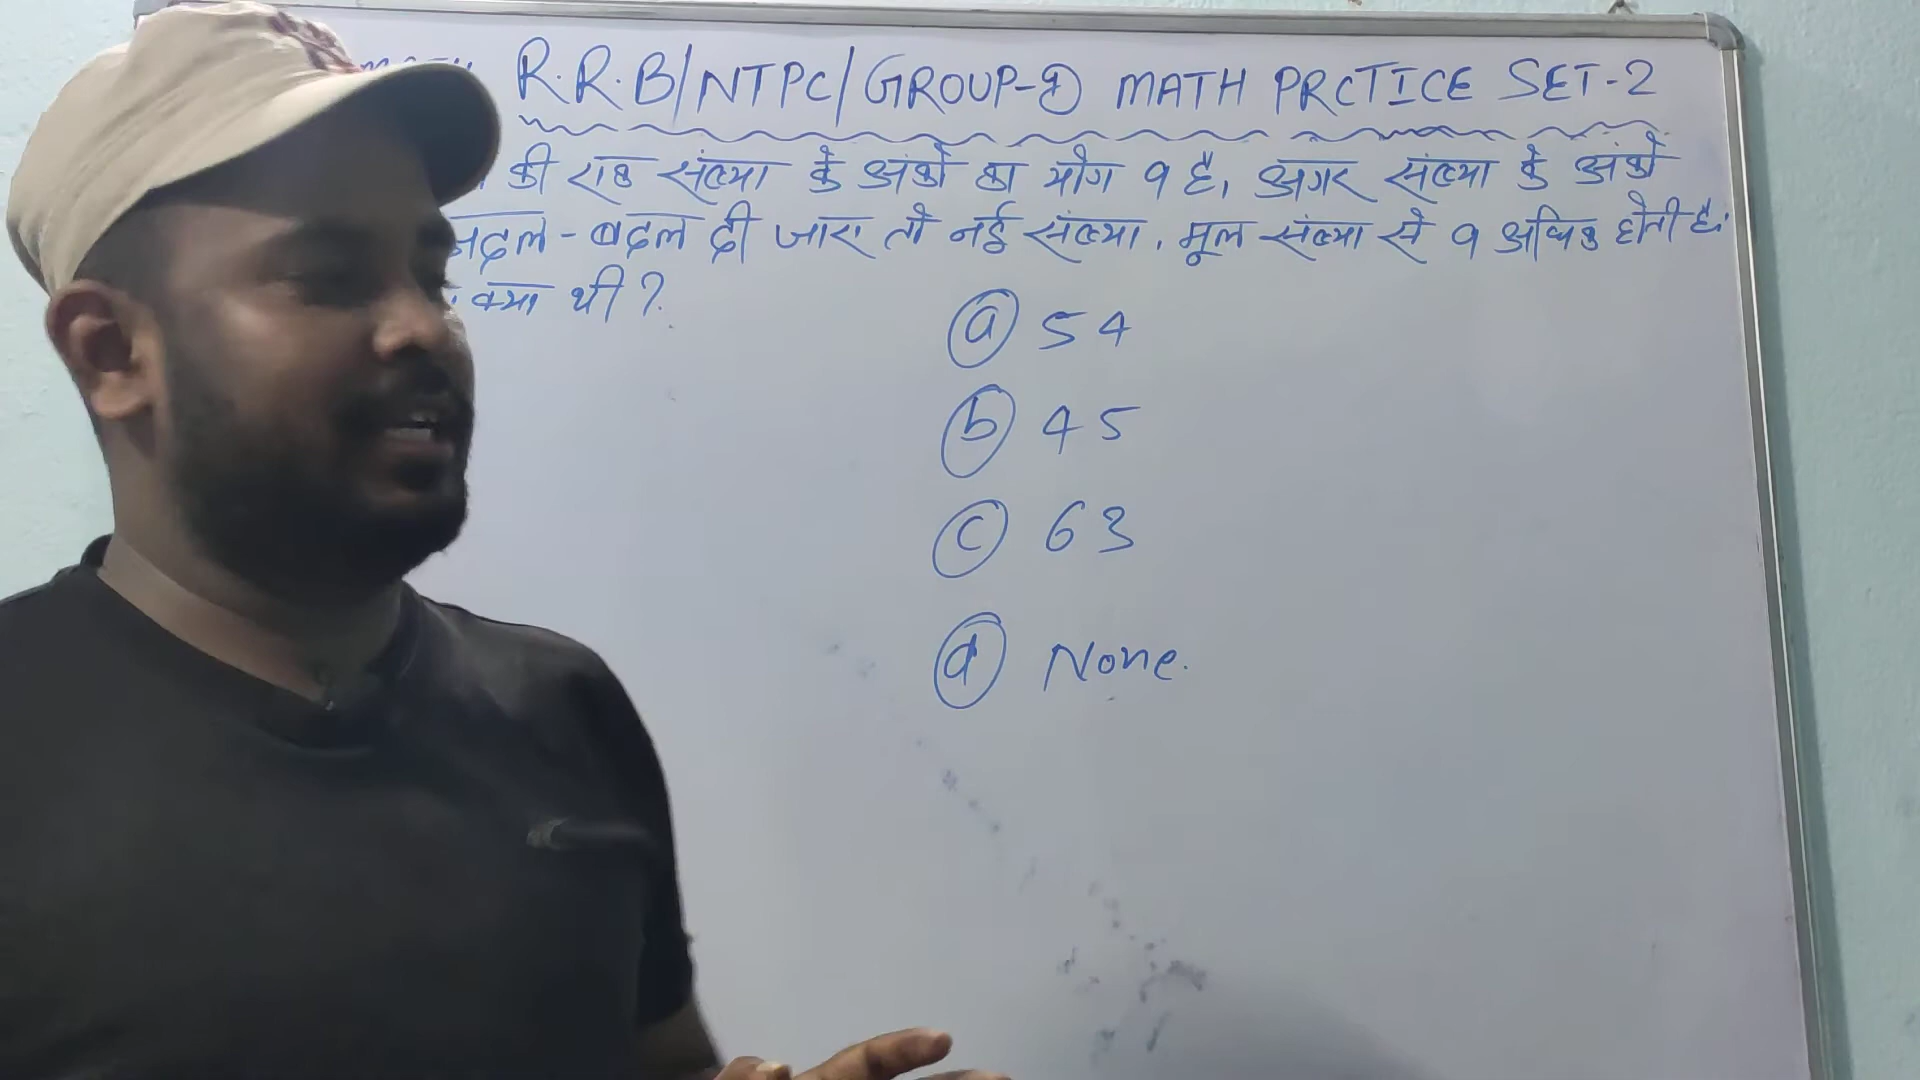 R.R.B/NTPC/GROUP-D MATH PRCTICE SET-2
की एक संख्या के अंको का योग 9 है, अगर संख्या के अंको
अदल-बदल दी जाए तो नई संख्या, मूल संख्या से 9 अधिक होती है।
क्या थी ?
(a) 54
(b) 45
(c) 63
(d) None.